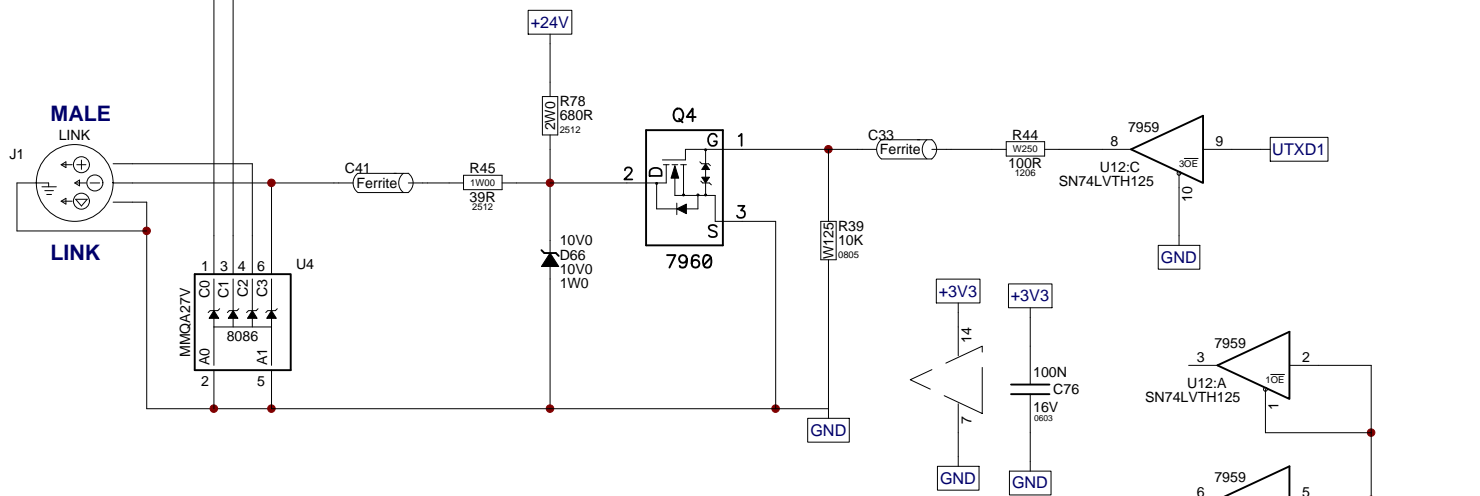 +24V
R78
680R
2W0
2512
MALE
LINK
J1
LINK
C41
Ferrite
R45
1W00
39R
2512
Q4
G
1
2
D
3
S
7960
10V0
D66
10V0
1W0
R39
10K
W125
0805
C33
Ferrite
R44
W250
100R
1206
7959
8
9
3OE
U12:C
SN74LVTH125
10
UTXD1
GND
1
3
4
6
U4
C0
C1
C2
C3
MMQA27V
8086
A0
A1
2
5
GND
+3V3
14
7
GND
+3V3
100N
C76
16V
0603
GND
7959
3
2
1OE
U12:A
SN74LVTH125
1
7959
6
5